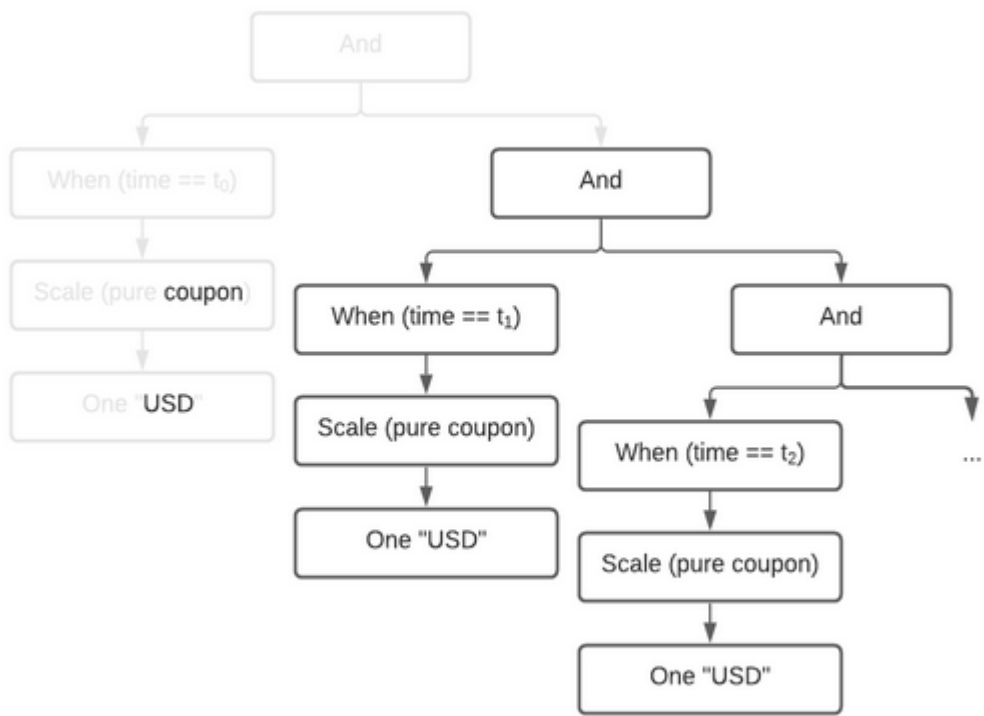 And
When (time == t₀)
Scale (pure coupon)
One "USD"
And
When (time == t₁)
Scale (pure coupon)
One "USD"
And
When (time == t₂)
Scale (pure coupon)
One "USD"
...